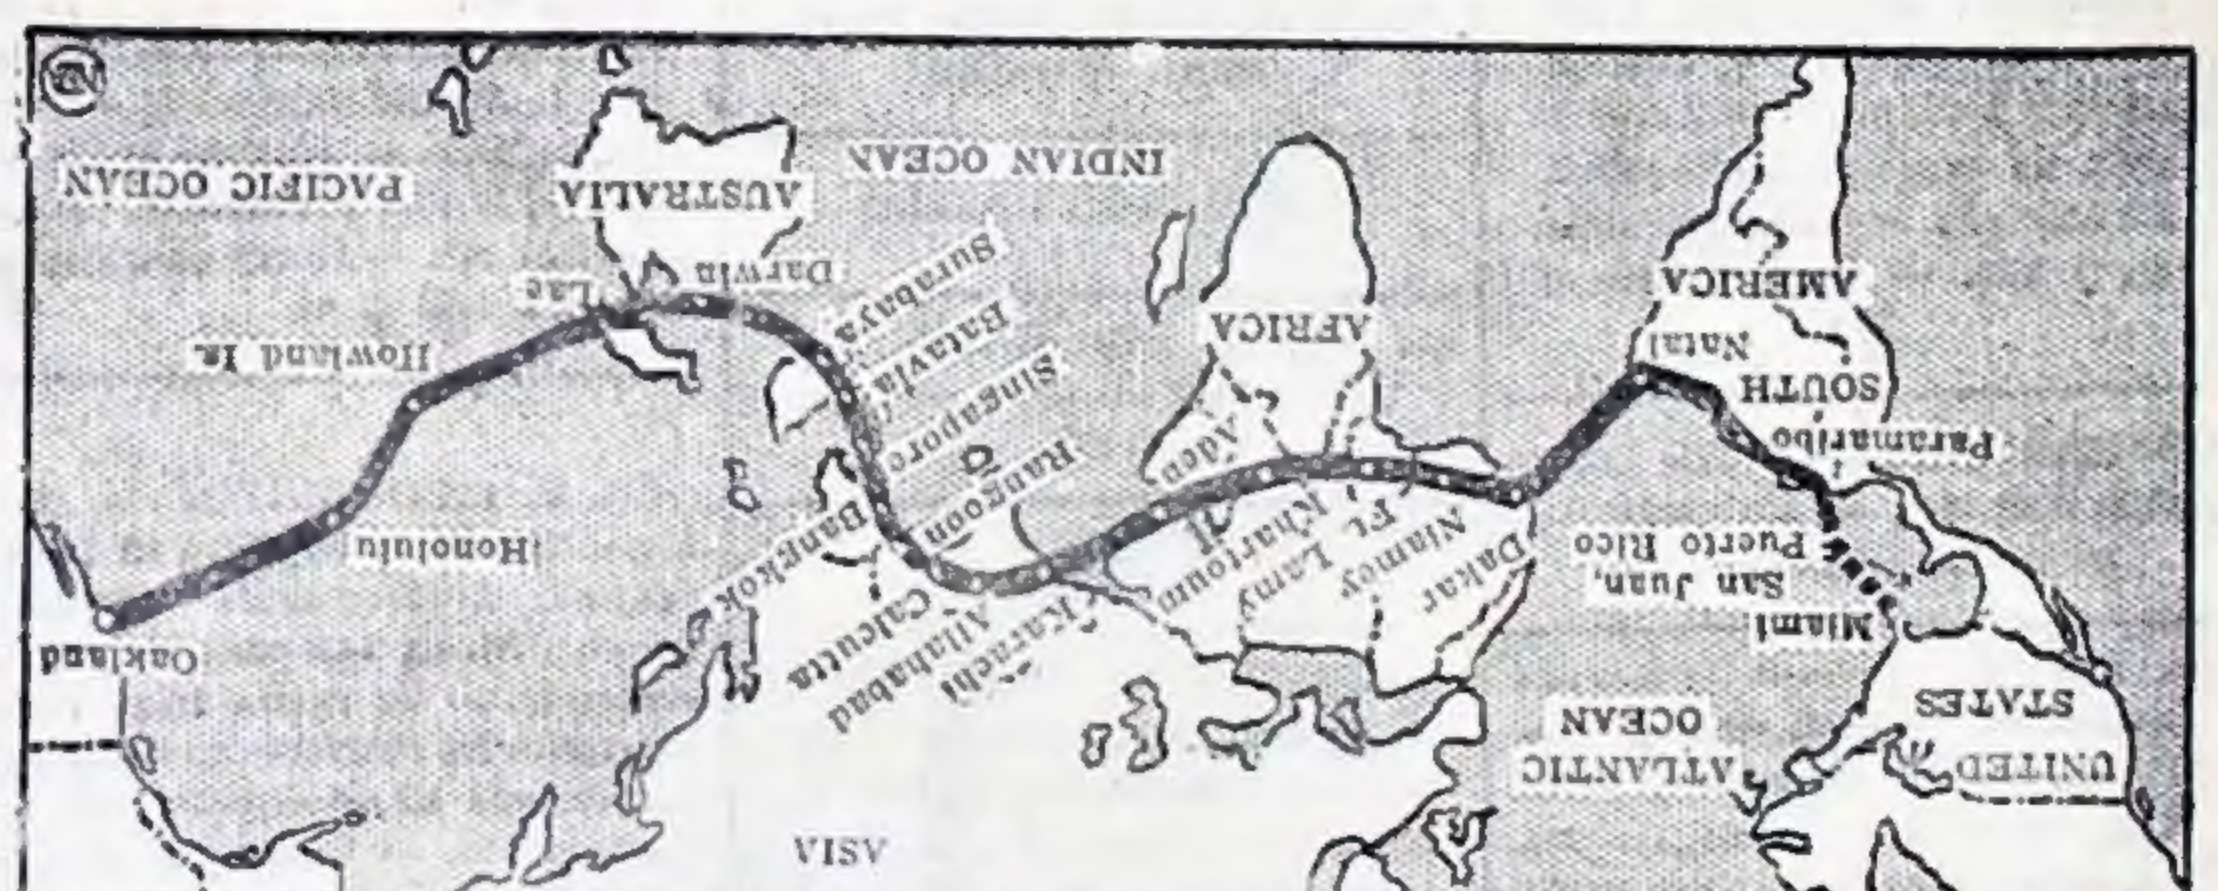 UNITED
STATES
ATLANTIC
OCEAN
ASIA
Miami
San Juan,
Puerto Rico
Paramaribo
SOUTH
AMERICA
Natal
Dakar
Niamey
Ft.
Lamy
Khartoum
Aden
AFRICA
Karachi
Allahabad
Calcutta
Rangoon
Bangkok
Singapore
Batavia
Surabaya
Darwin
Lae
AUSTRALIA
INDIAN OCEAN
Howland Is.
Honolulu
Oakland
PACIFIC OCEAN